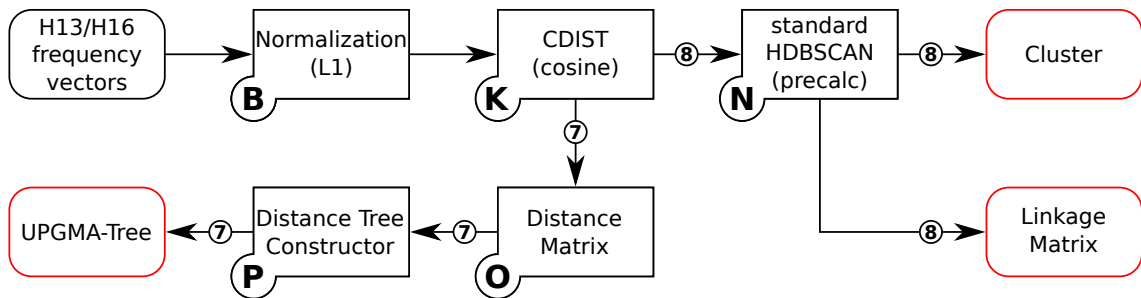 H13/H16
frequency
vectors
Normalization
(L1)
B
CDIST
(cosine)
K
8
standard
HDBSCAN
(precalc)
N
8
Cluster
7
UPGMA-Tree
7
Distance Tree
Constructor
P
7
Distance
Matrix
O
8
Linkage
Matrix